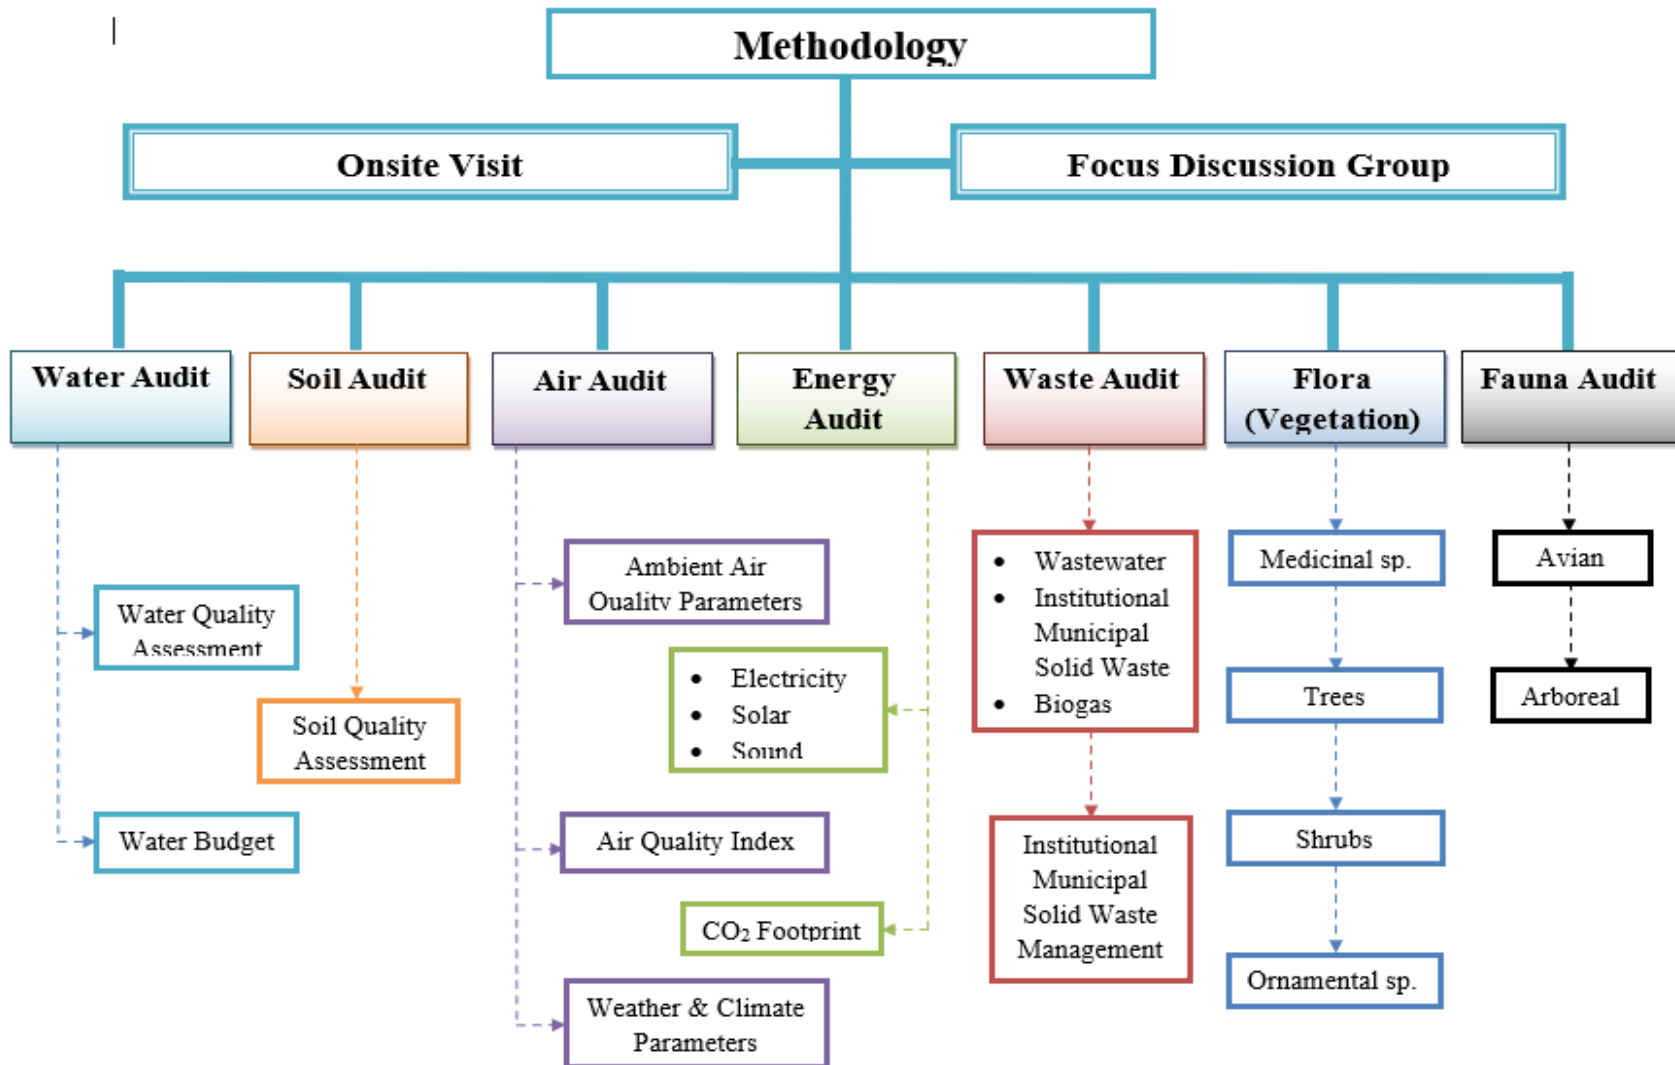 Methodology
Onsite Visit
Focus Discussion Group
Water Audit
Soil Audit
Air Audit
Energy
Audit
Waste Audit
Flora
(Vegetation)
Fauna Audit
Water Quality
Assessment
Water Budget
Soil Quality
Assessment
Ambient Air
Quality Parameters
Air Quality Index
Weather & Climate
Parameters
• Electricity
• Solar
• Sound
CO₂ Footprint
• Wastewater
• Institutional
Municipal
Solid Waste
• Biogas
Institutional
Municipal
Solid Waste
Management
Medicinal sp.
Trees
Shrubs
Ornamental sp.
Avian
Arboreal